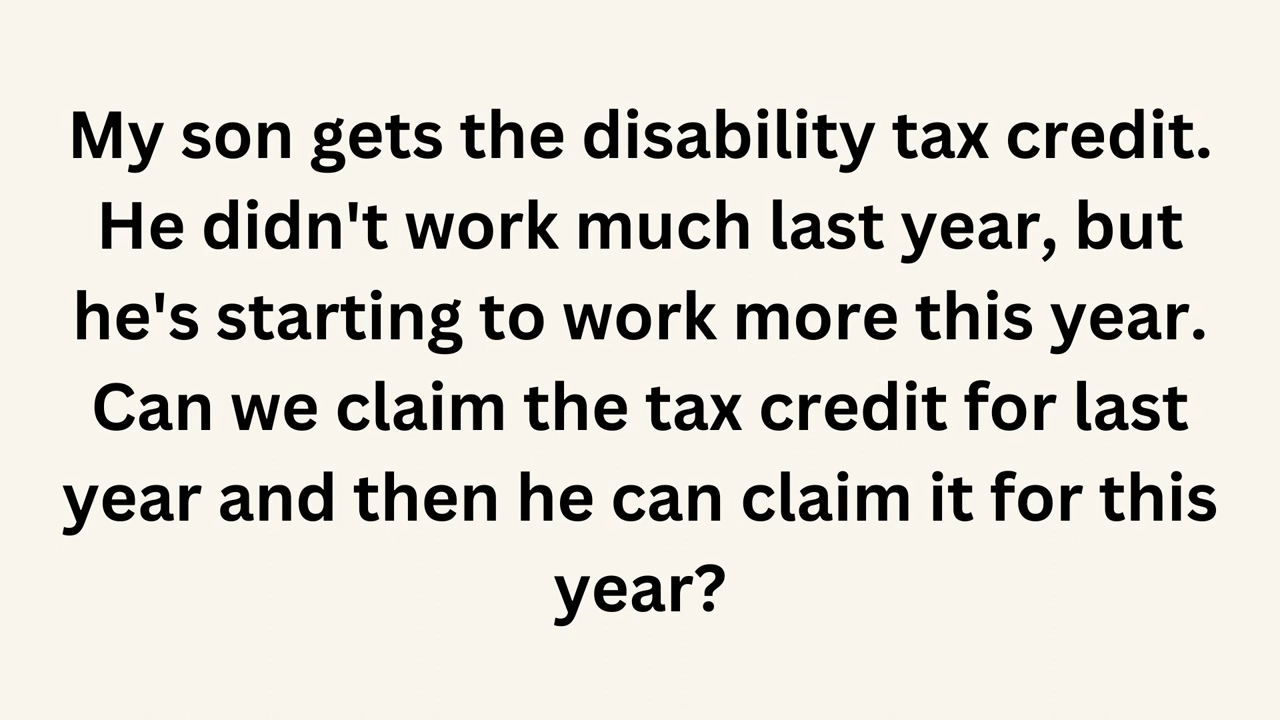 My son gets the disability tax credit.
He didn't work much last year, but
he's starting to work more this year.
Can we claim the tax credit for last
year and then he can claim it for this
year?